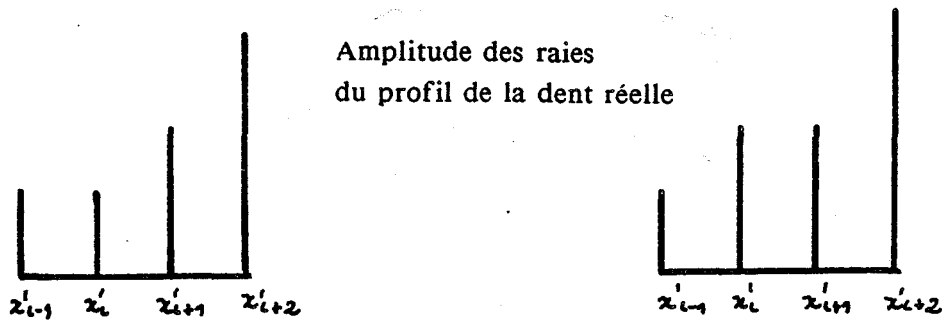 Amplitude des raies
du profil de la dent réelle
x'i-1 x'i x'i+1 x'i+2
x'i-1 x'i x'i+1 x'i+2